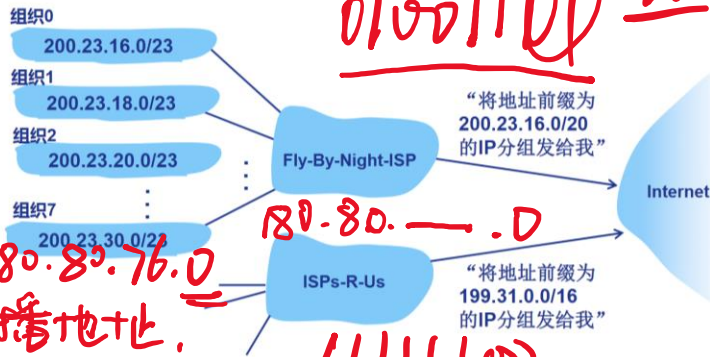 组织0
200.23.16.0/23
组织1
200.23.18.0/23
组织2
200.23.20.0/23
组织7
200.23.30.0/23
Fly-By-Night-ISP
“将地址前缀为
200.23.16.0/20
的IP分组发给我”
Internet
80.80. .0
80.80.76.0
播地址.
ISPs-R-Us
“将地址前缀为
199.31.0.0/16
的IP分组发给我”